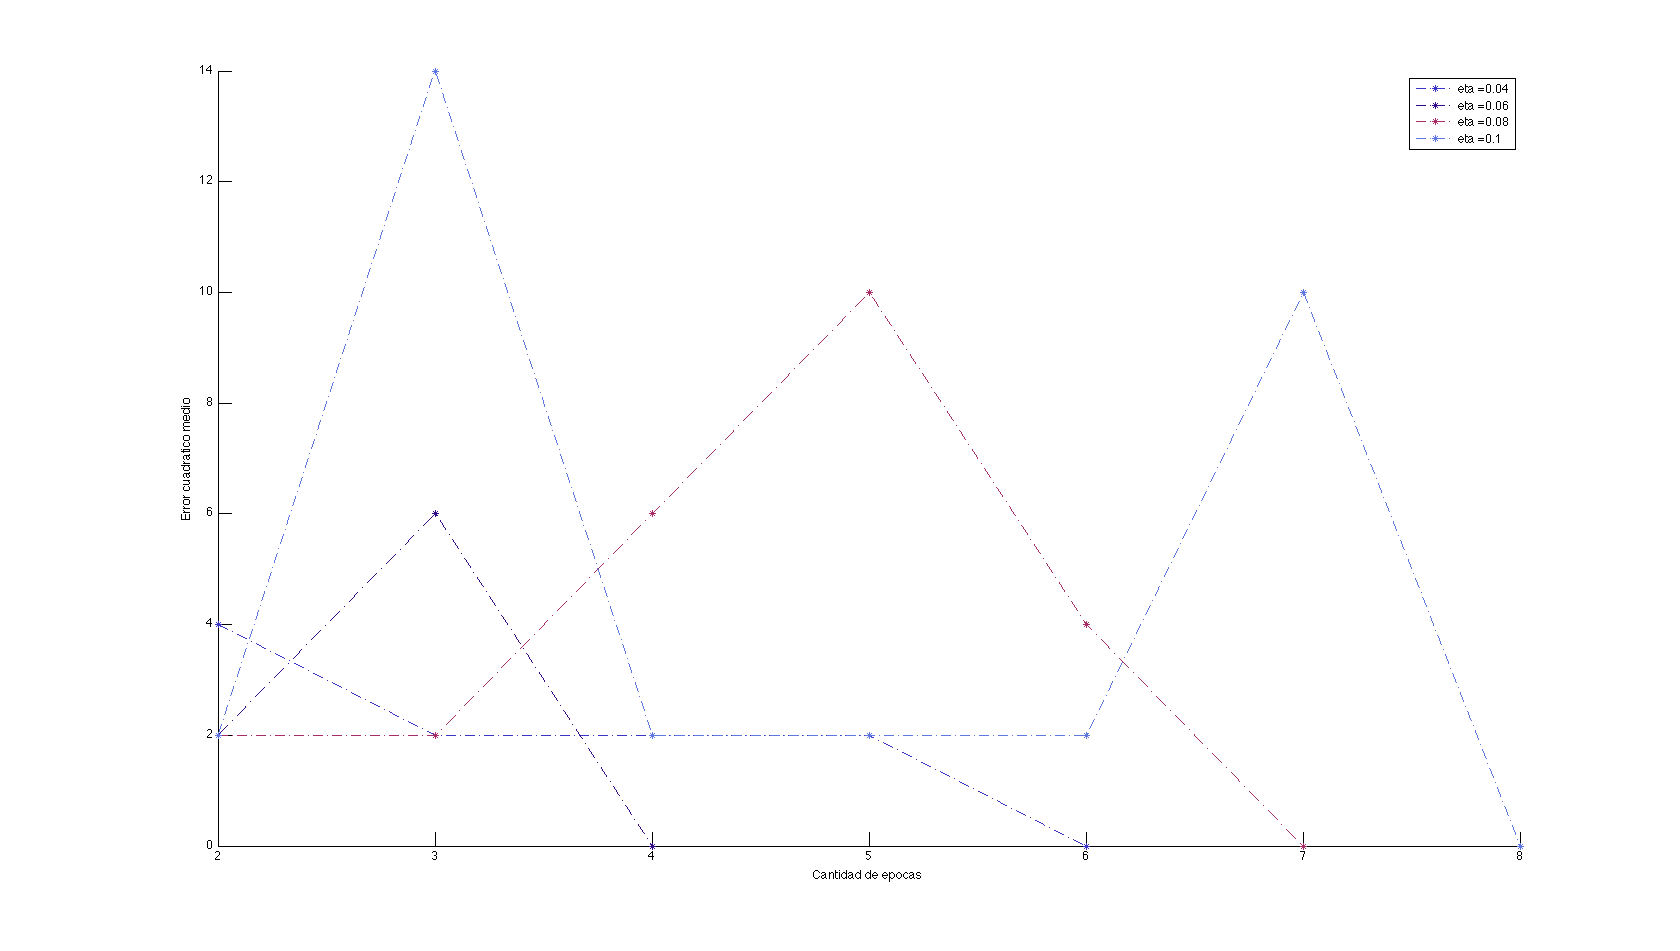 14
12
10
8
6
4
2
0
Error cuadratico medio
2 3 4 5 6 7 8
Cantidad de epocas
eta =0.04
eta =0.06
eta =0.08
eta =0.1